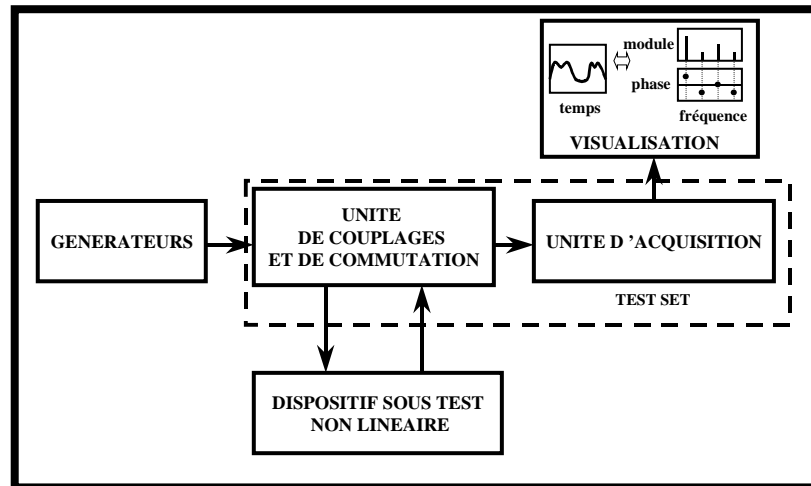 module
phase
temps
fréquence
VISUALISATION
GENERATEURS
UNITE
DE COUPLAGES
ET DE COMMUTATION
UNITE D ’ACQUISITION
TEST SET
DISPOSITIF SOUS TEST
NON LINEAIRE